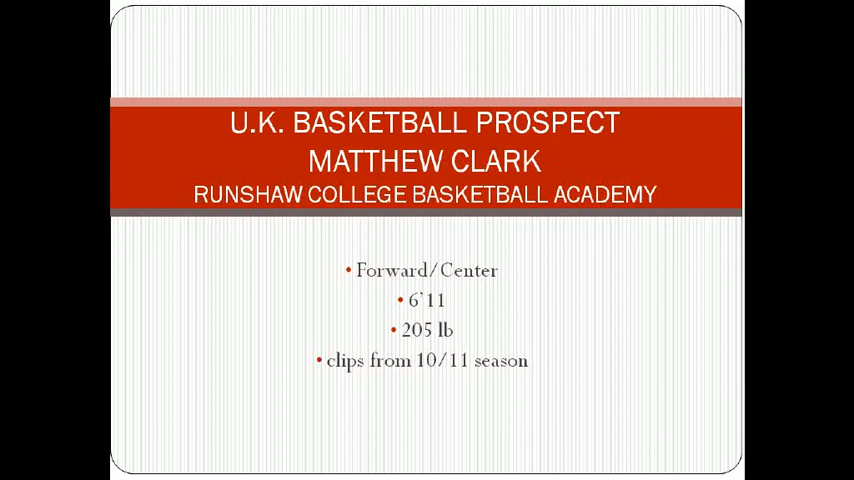 U.K. BASKETBALL PROSPECT
MATTHEW CLARK
RUNSHAW COLLEGE BASKETBALL ACADEMY
• Forward/Center
• 6'11
• 205 lb
• clips from 10/11 season